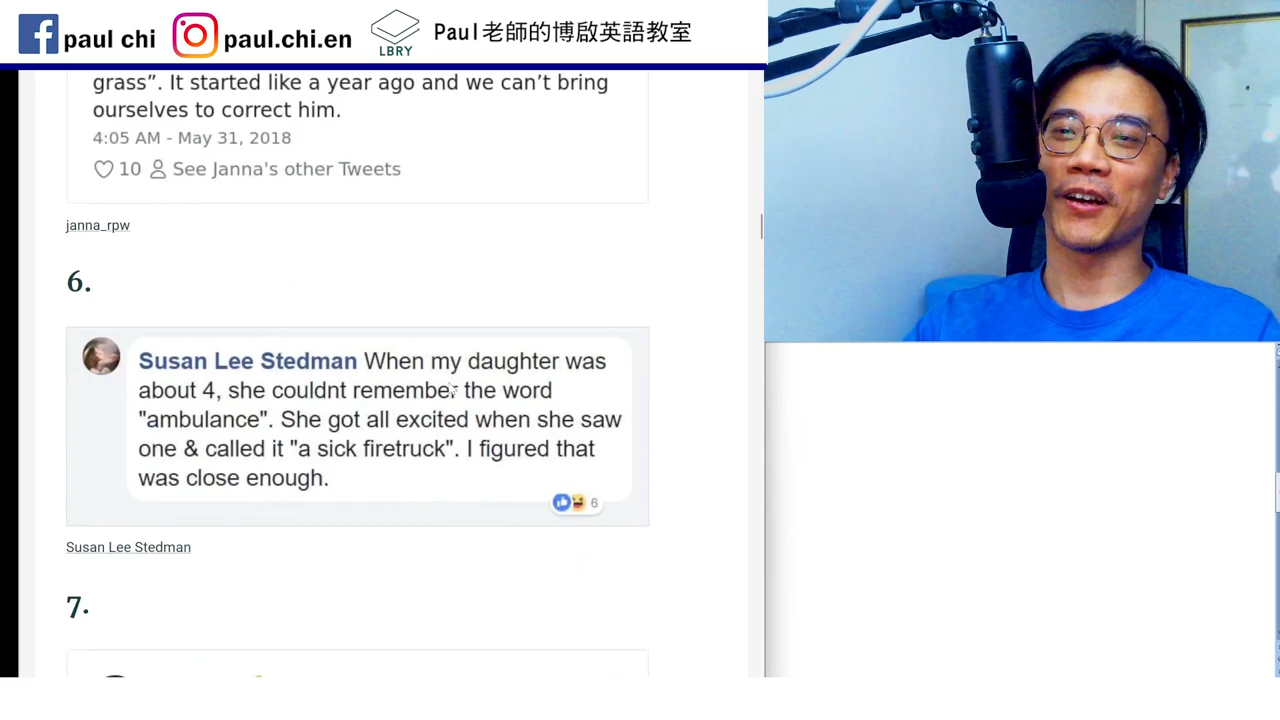 paul chi
paul.chi.en
LBRY
Paul老師的博啟英語教室
grass”. It started like a year ago and we can’t bring
ourselves to correct him.
4:05 AM - May 31, 2018
10 See Janna's other Tweets
janna_rpw
6.
Susan Lee Stedman When my daughter was
about 4, she couldnt remember the word
"ambulance". She got all excited when she saw
one & called it "a sick firetruck". I figured that
was close enough.
6
Susan Lee Stedman
7.